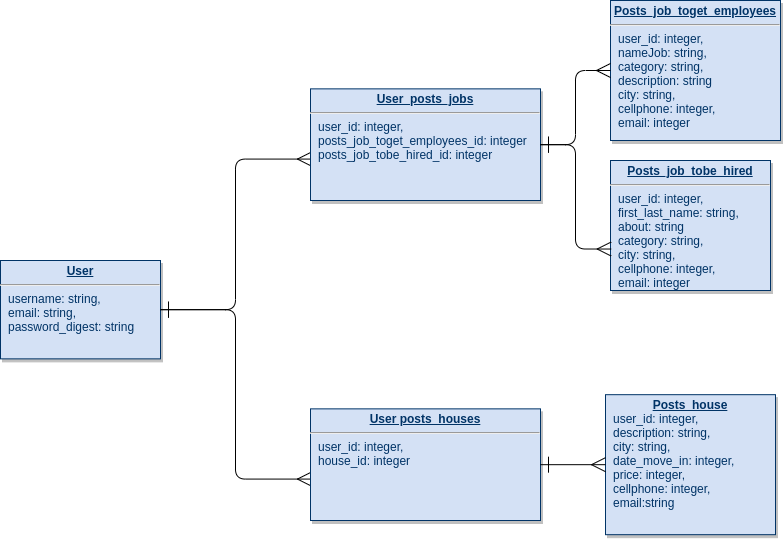 Posts_job_toget_employees
user_id: integer,
nameJob: string,
category: string,
description: string
city: string,
cellphone: integer,
email: integer
User_posts_jobs
user_id: integer,
posts_job_toget_employees_id: integer
posts_job_tobe_hired_id: integer
Posts_job_tobe_hired
user_id: integer,
first_last_name: string,
about: string
category: string,
city: string,
cellphone: integer,
email: integer
User
username: string,
email: string,
password_digest: string
User posts_houses
user_id: integer,
house_id: integer
Posts_house
user_id: integer,
description: string,
city: string,
date_move_in: integer,
price: integer,
cellphone: integer,
email:string